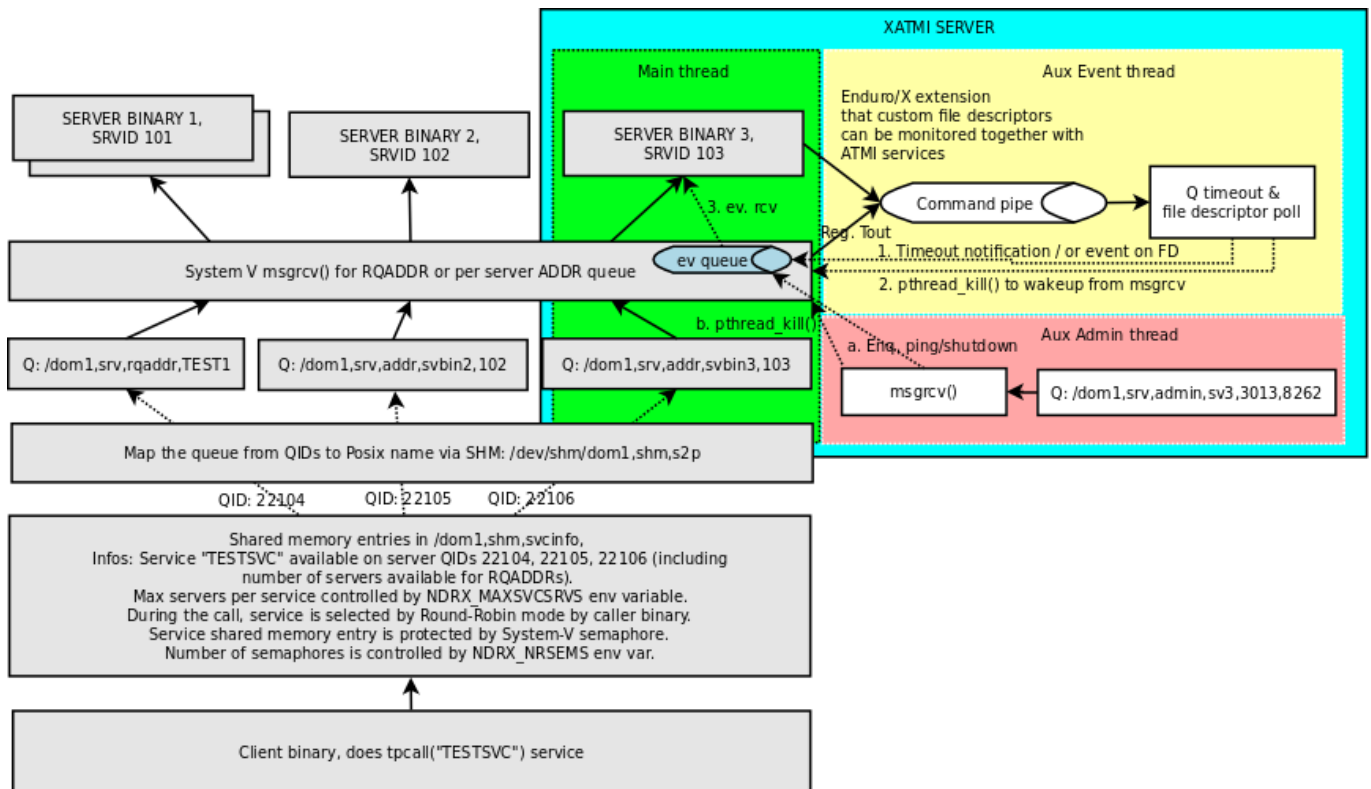 XATMI SERVER
Main thread
Aux Event thread
SERVER BINARY 1,
SRVID 101
SERVER BINARY 2,
SRVID 102
SERVER BINARY 3,
SRVID 103
Enduro/X extension
that custom file descriptors
can be monitored together with
ATMI services
Command pipe
Q timeout &
file descriptor poll
3. ev. rcv
Reg. Tout
System V msgrcv() for RQADDR or per server ADDR queue
ev queue
1. Timeout notification / or event on FD
2. pthread_kill() to wakeup from msgrcv
b. pthread_kill()
Aux Admin thread
a. Enq, ping/shutdown
Q: /dom1,srv,rqaddr,TEST1
Q: /dom1,srv,addr,svbin2,102
Q: /dom1,srv,addr,svbin3,103
msgrcv()
Q: /dom1,srv,admin,sv3,3013,8262
Map the queue from QIDs to Posix name via SHM: /dev/shm/dom1,shm,s2p
QID: 22104
QID: 22105
QID: 22106
Shared memory entries in /dom1,shm,svcinfo,
Infos: Service "TESTSVC" available on server QIDs 22104, 22105, 22106 (including
number of servers available for RQADDRs).
Max servers per service controlled by NDRX_MAXSVCSRVS env variable.
During the call, service is selected by Round-Robin mode by caller binary.
Service shared memory entry is protected by System-V semaphore.
Number of semaphores is controlled by NDRX_NRSEMS env var.
Client binary, does tpcall("TESTSVC") service